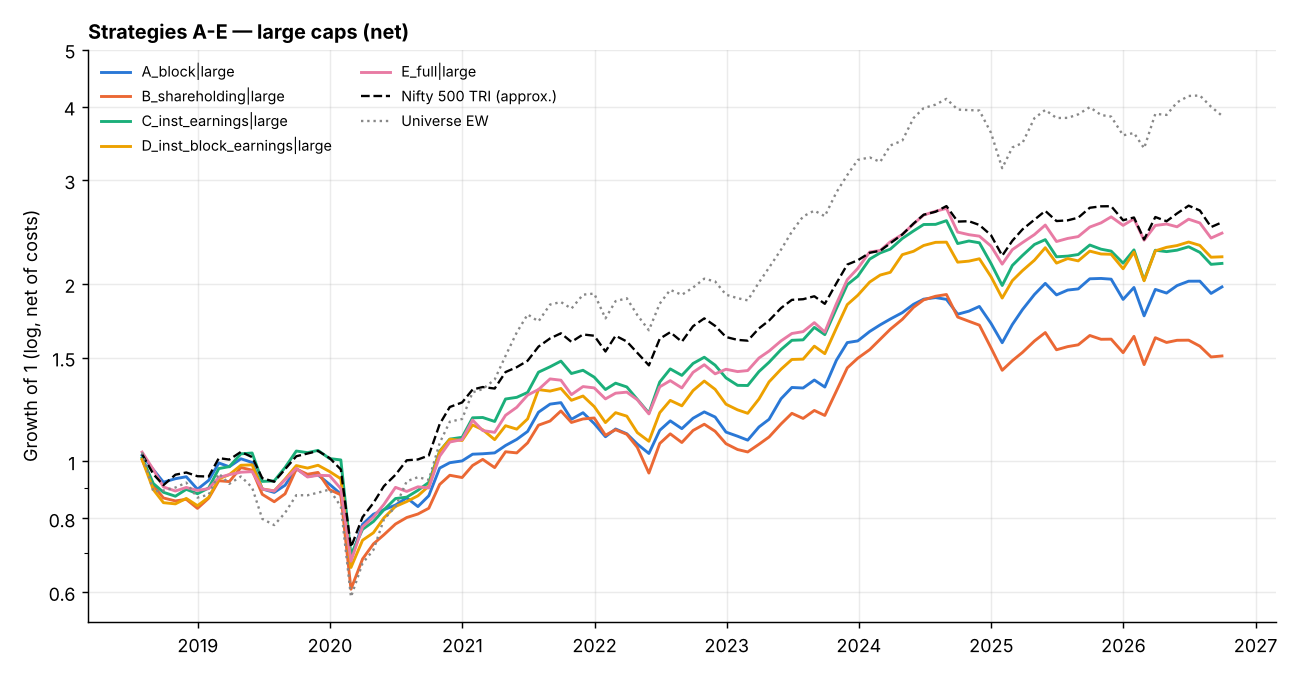 Strategies A-E — large caps (net)
A_block|large
B_shareholding|large
C_inst_earnings|large
D_inst_block_earnings|large
E_full|large
Nifty 500 TRI (approx.)
Universe EW
Growth of 1 (log, net of costs)
5
4
3
2
1.5
1
0.8
0.6
2019 2020 2021 2022 2023 2024 2025 2026 2027